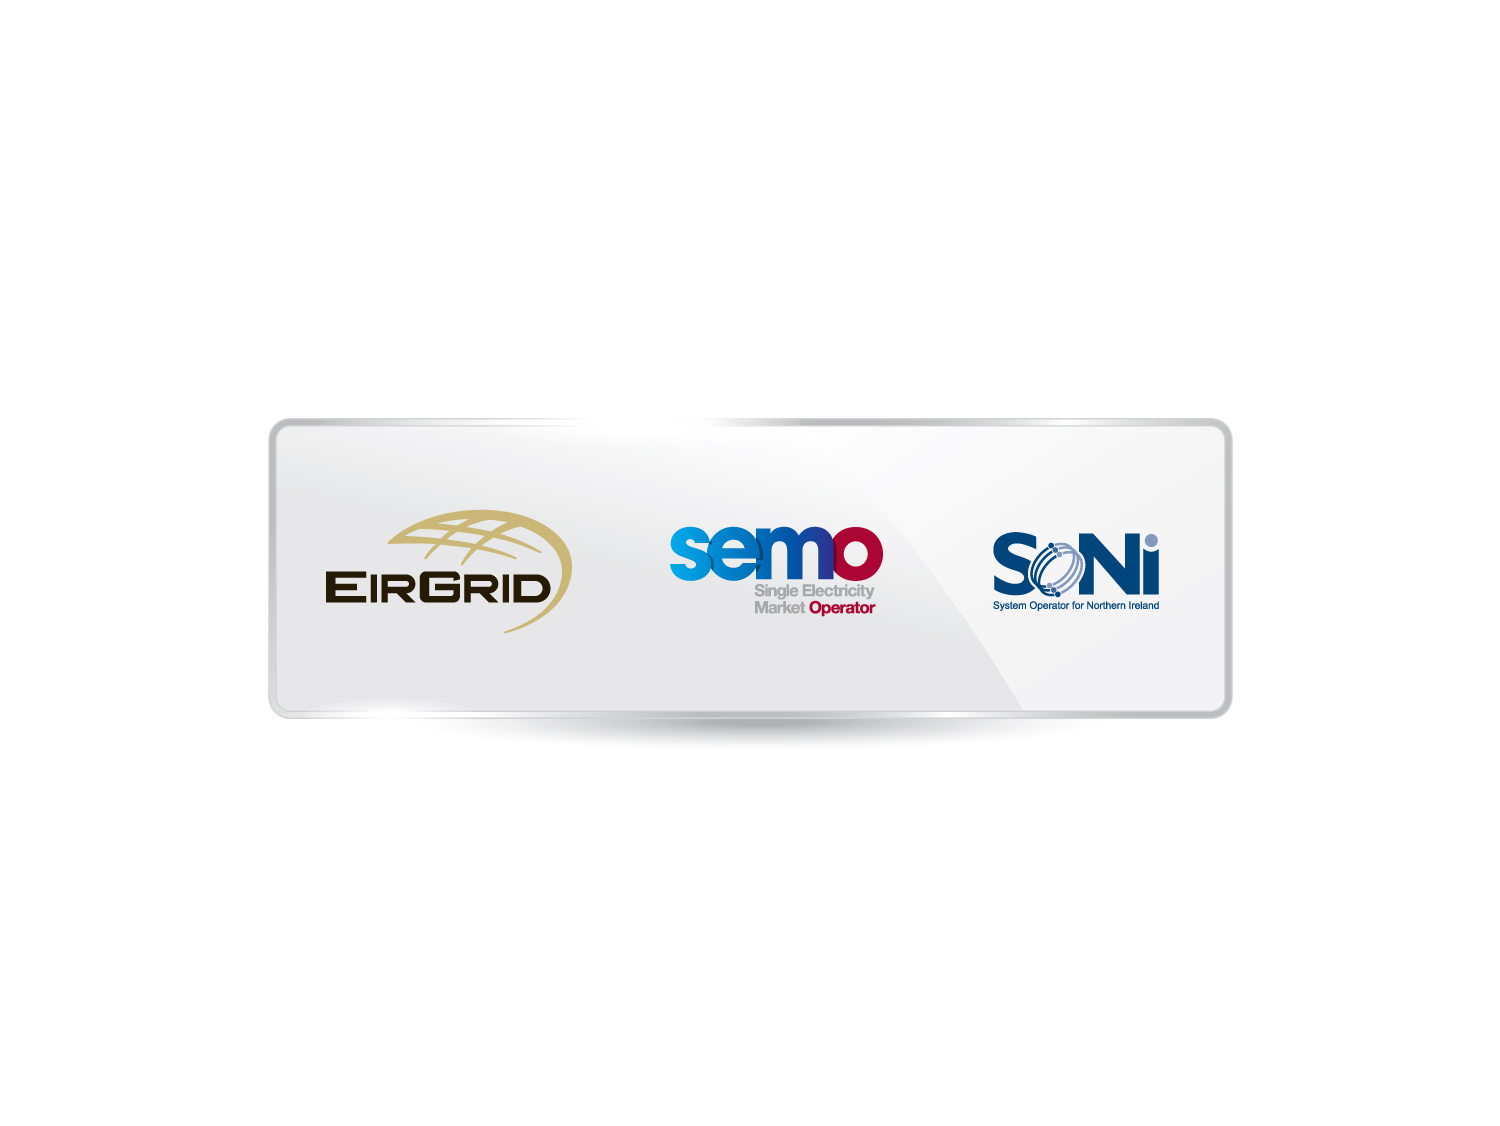 EIRGRID
semo
Single Electricity
Market Operator
SONi
System Operator for Northern Ireland